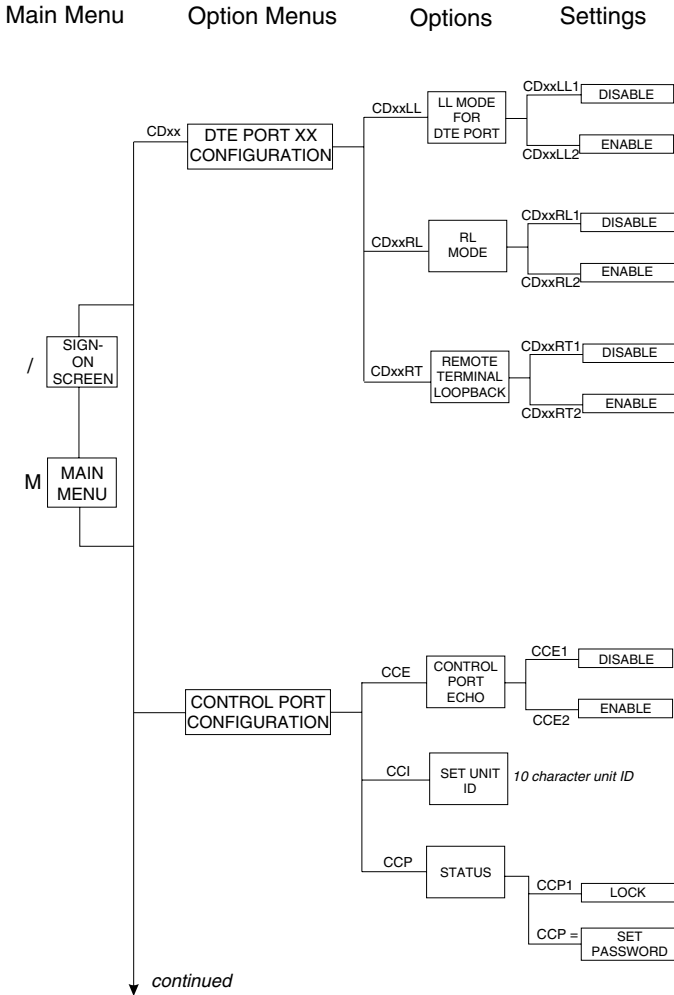 Main Menu Option Menus Options Settings
CDxx DTE PORT XX
CONFIGURATION
CDxxLL LL MODE
FOR
DTE PORT
CDxxLL1 DISABLE
CDxxLL2 ENABLE
CDxxRL RL
MODE
CDxxRL1 DISABLE
CDxxRL2 ENABLE
CDxxRT REMOTE
TERMINAL
LOOPBACK
CDxxRT1 DISABLE
CDxxRT2 ENABLE
/ SIGN-
ON
SCREEN
M MAIN
MENU
CONTROL PORT
CONFIGURATION
CCE CONTROL
PORT
ECHO
CCE1 DISABLE
CCE2 ENABLE
CCI SET UNIT
ID
10 character unit ID
CCP STATUS
CCP1 LOCK
CCP = SET
PASSWORD
continued